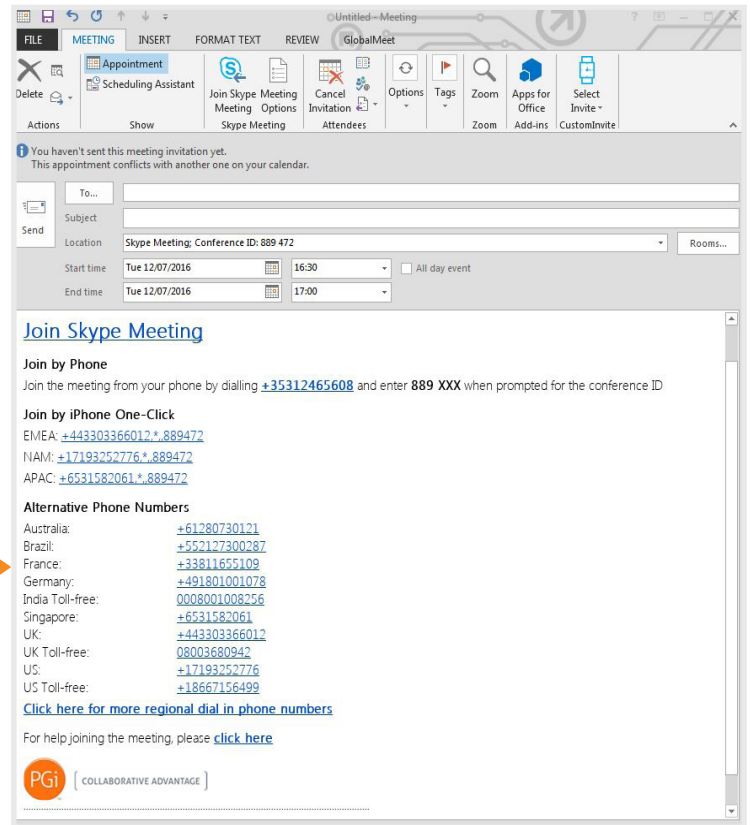 Untitled - Meeting
FILE MEETING INSERT FORMAT TEXT REVIEW GlobalMeet
Delete
Actions
Appointment
Scheduling Assistant
Show
Join Skype Meeting
Meeting Options
Skype Meeting
Cancel Invitation
Attendees
Options
Tags
Zoom
Zoom
Apps for Office
Add-ins
Select Invite
CustomInvite
You haven't sent this meeting invitation yet.
This appointment conflicts with another one on your calendar.
Send
To...
Subject
Location Skype Meeting; Conference ID: 889 472 Rooms...
Start time Tue 12/07/2016 16:30 All day event
End time Tue 12/07/2016 17:00
Join Skype Meeting
Join by Phone
Join the meeting from your phone by dialling +35312465608 and enter 889 XXX when prompted for the conference ID
Join by iPhone One-Click
EMEA: +443303366012,*,,889472
NAM: +17193252776,*,,889472
APAC: +6531582061,*,,889472
Alternative Phone Numbers
Australia: +61280730121
Brazil: +552127300287
France: +33811655109
Germany: +491801001078
India Toll-free: 0008001008256
Singapore: +6531582061
UK: +443303366012
UK Toll-free: 08003680942
US: +17193252776
US Toll-free: +18667156499
Click here for more regional dial in phone numbers
For help joining the meeting, please click here
PGi [ COLLABORATIVE ADVANTAGE ]